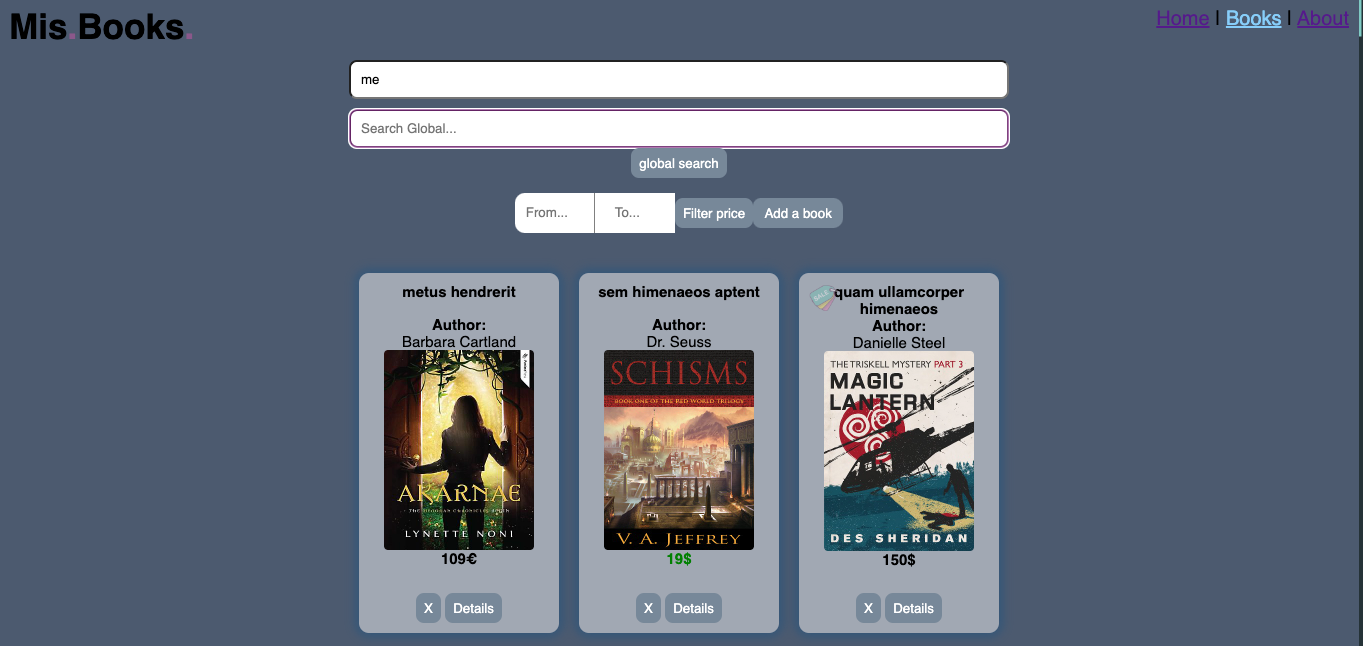 Mis.Books.
Home | Books | About
me
Search Global...
global search
From...
To...
Filter price
Add a book
metus hendrerit
Author:
Barbara Cartland
AKARNAE
LYNETTE NONI
109€
X
Details
sem himenaeos aptent
Author:
Dr. Seuss
SCHISMS
BOOK ONE OF THE RED WORLD TRILOGY
V. A. JEFFREY
19$
X
Details
SALE
quam ullamcorper
himenaeos
Author:
Danielle Steel
THE TRISKELL MYSTERY PART 3
MAGIC
LANTERN
DES SHERIDAN
150$
X
Details